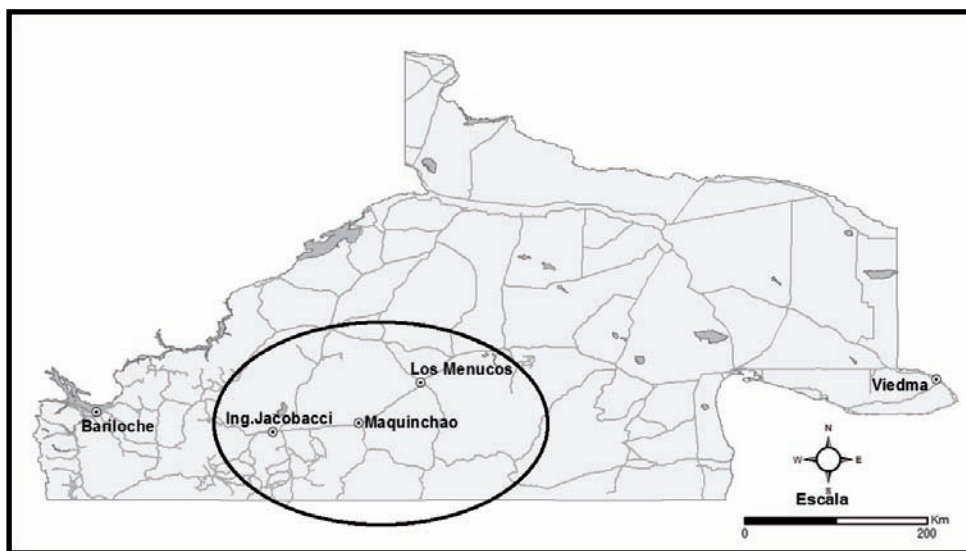 Los Menucos
Viedma
Bariloche
Ing.Jacobacci
Maquinchao
N
W
E
S
Escala
Km
0
200